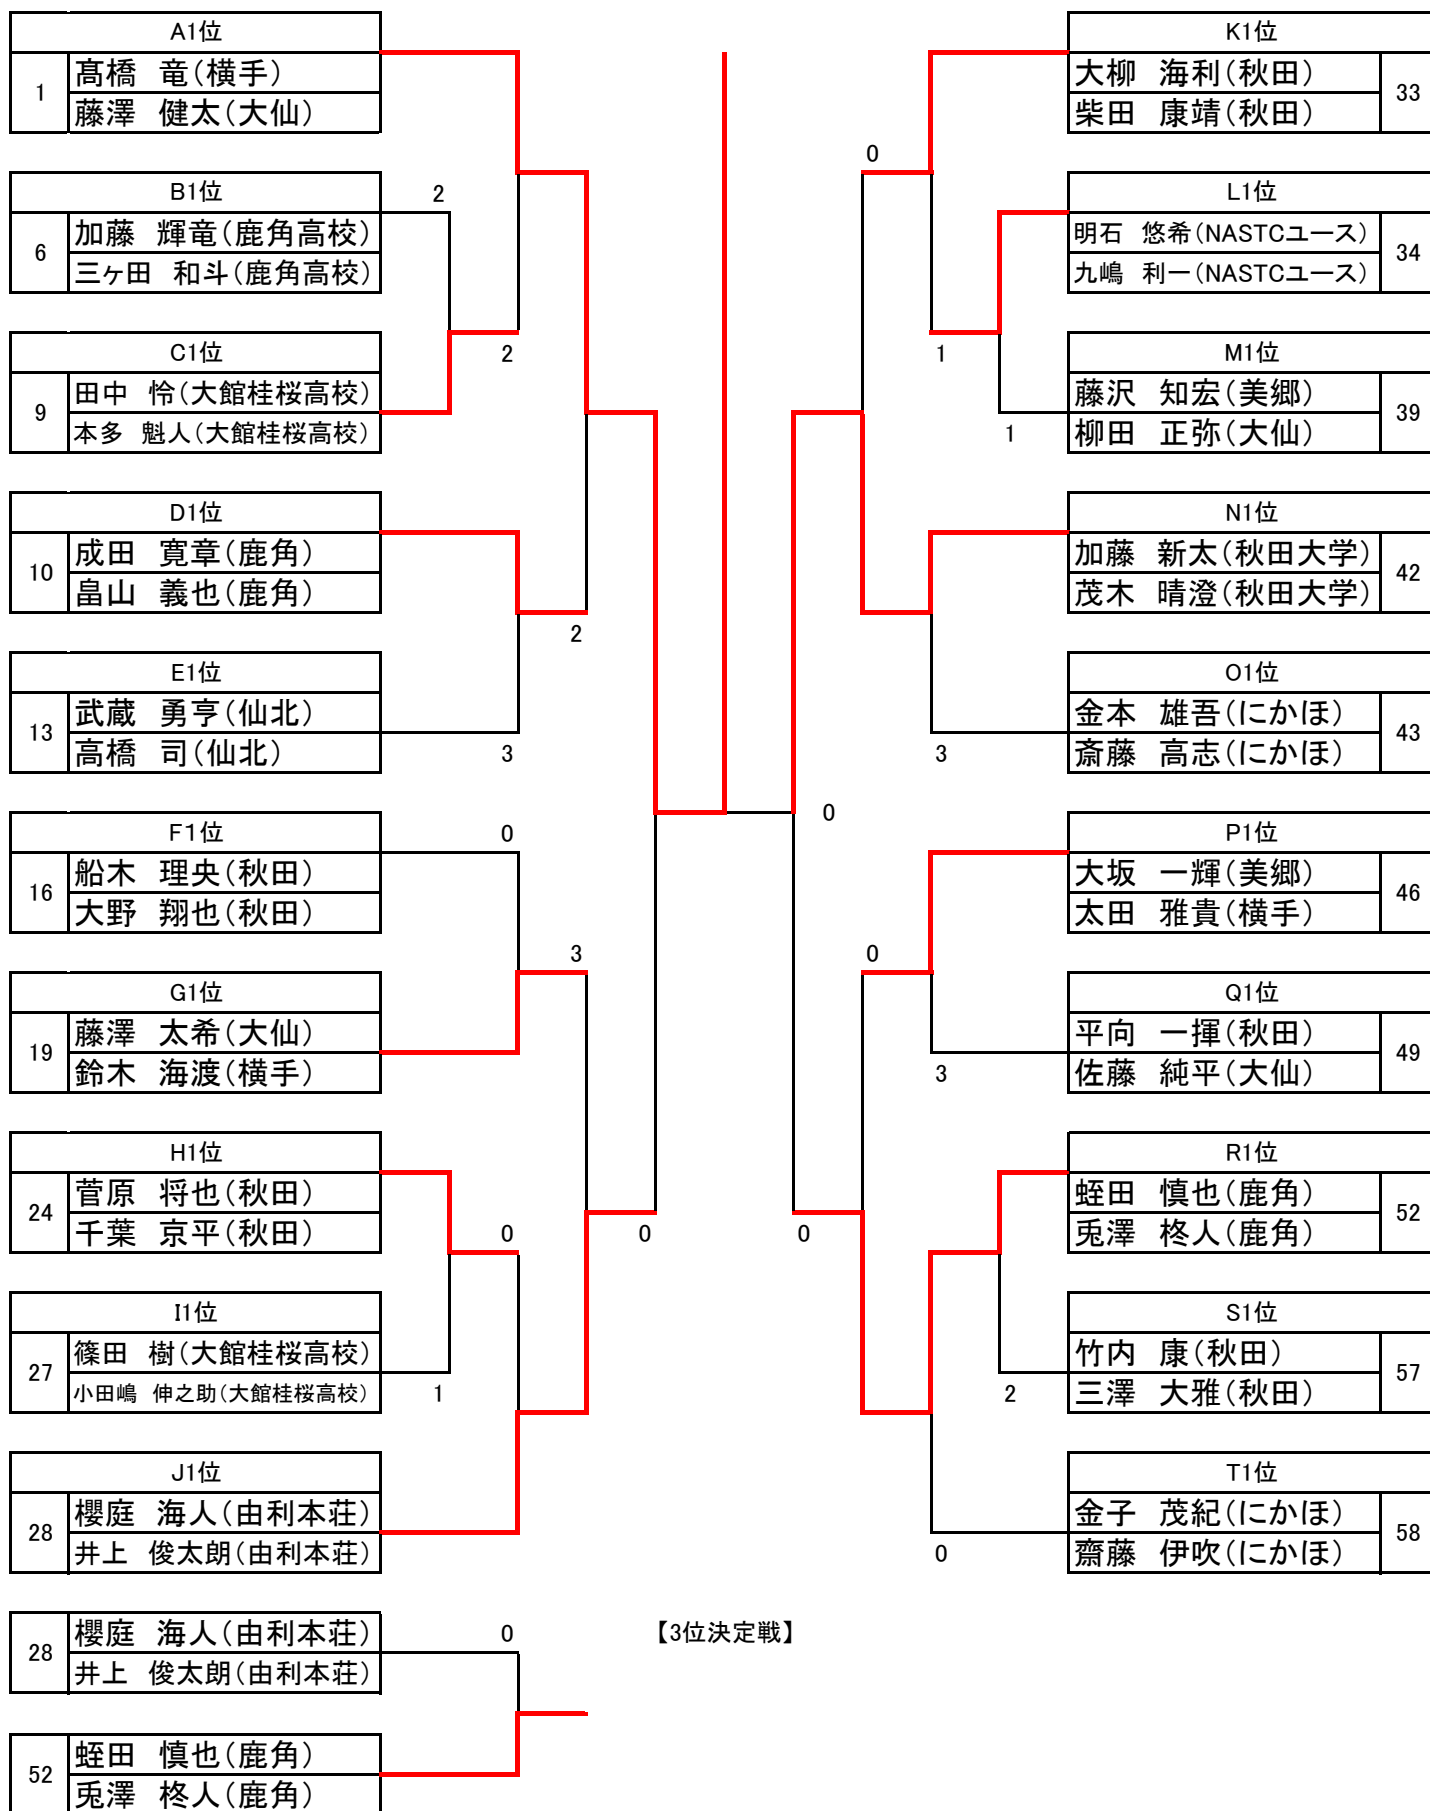 A1位
1
髙橋 竜(横手)
藤澤 健太(大仙)
B1位
2
6
加藤 輝竜(鹿角高校)
三ヶ田 和斗(鹿角高校)
C1位
2
9
田中 怜(大館桂桜高校)
本多 魁人(大館桂桜高校)
D1位
10
成田 寛章(鹿角)
畠山 義也(鹿角)
2
E1位
13
武蔵 勇亨(仙北)
高橋 司(仙北)
3
F1位
0
16
船木 理央(秋田)
大野 翔也(秋田)
3
G1位
19
藤澤 太希(大仙)
鈴木 海渡(横手)
H1位
24
菅原 将也(秋田)
千葉 京平(秋田)
0
0
I1位
27
篠田 樹(大館桂桜高校)
小田嶋 伸之助(大館桂桜高校)
1
J1位
28
櫻庭 海人(由利本荘)
井上 俊太朗(由利本荘)
K1位
大柳 海利(秋田)
柴田 康靖(秋田)
33
0
L1位
明石 悠希(NASTCユース)
九嶋 利一(NASTCユース)
34
1
M1位
藤沢 知宏(美郷)
柳田 正弥(大仙)
39
1
N1位
加藤 新太(秋田大学)
茂木 晴澄(秋田大学)
42
O1位
金本 雄吾(にかほ)
斎藤 高志(にかほ)
43
3
0
P1位
大坂 一輝(美郷)
太田 雅貴(横手)
46
0
Q1位
平向 一揮(秋田)
佐藤 純平(大仙)
49
3
R1位
蛭田 慎也(鹿角)
兎澤 柊人(鹿角)
52
0
S1位
竹内 康(秋田)
三澤 大雅(秋田)
57
2
T1位
金子 茂紀(にかほ)
齋藤 伊吹(にかほ)
58
0
【3位決定戦】
28
櫻庭 海人(由利本荘)
井上 俊太朗(由利本荘)
0
52
蛭田 慎也(鹿角)
兎澤 柊人(鹿角)